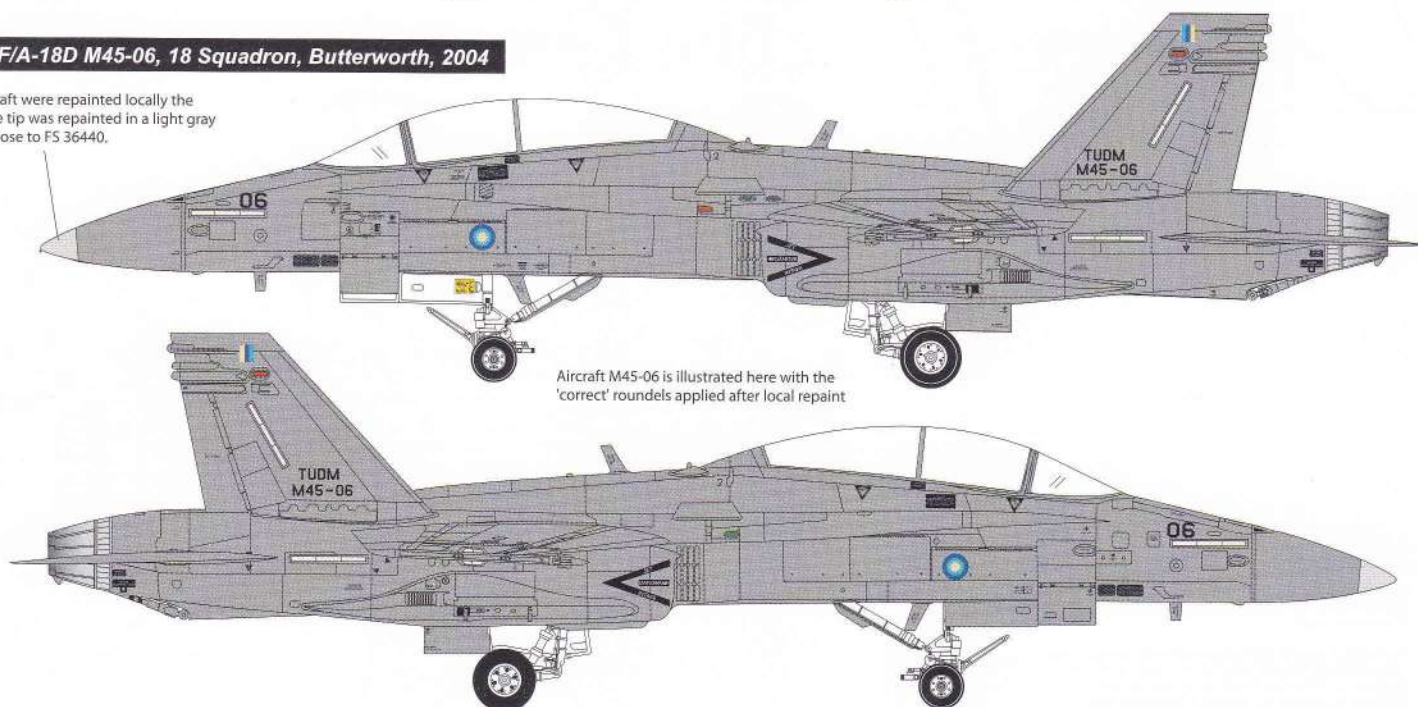 F/A-18D M45-06, 18 Squadron, Butterworth, 2004
aft were repainted locally the
e tip was repainted in a light gray
ose to FS 36440.
06
TUDM
M45-06
Aircraft M45-06 is illustrated here with the
'correct' roundels applied after local repaint
TUDM
M45-06
06